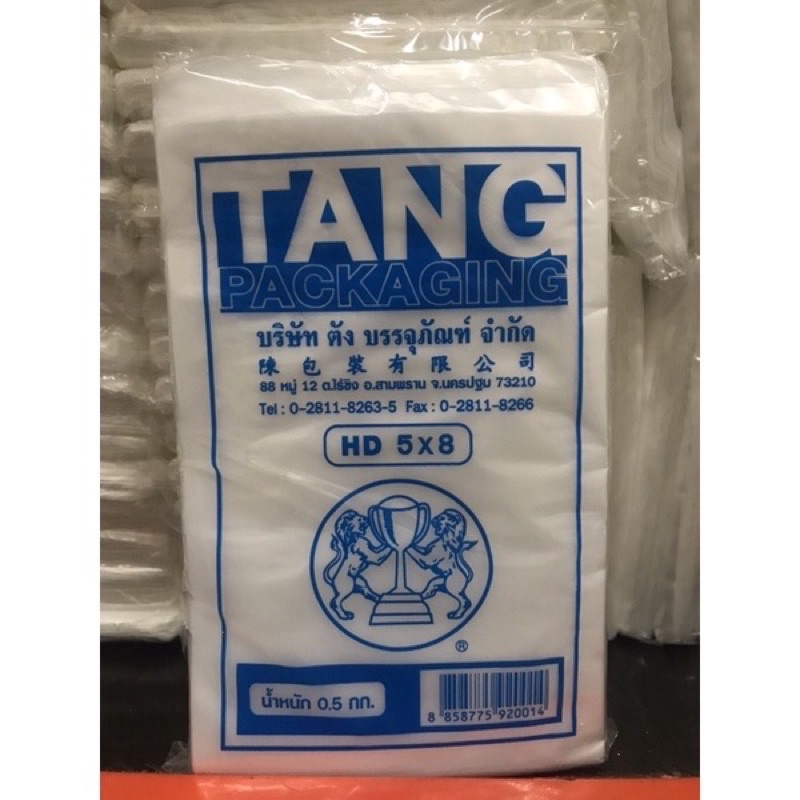 TANG
PACKAGING
บริษัท ตัง บรรจุภัณฑ์ จำกัด
陳包裝有限公司
88 หมู่ 12 ต.ไร่ขิง อ.สามพราน จ.นครปฐม 73210
Tel : 0-2811-8263-5 Fax : 0-2811-8266
HD 5x8
®
น้ำหนัก 0.5 กก.
8 858775 920014